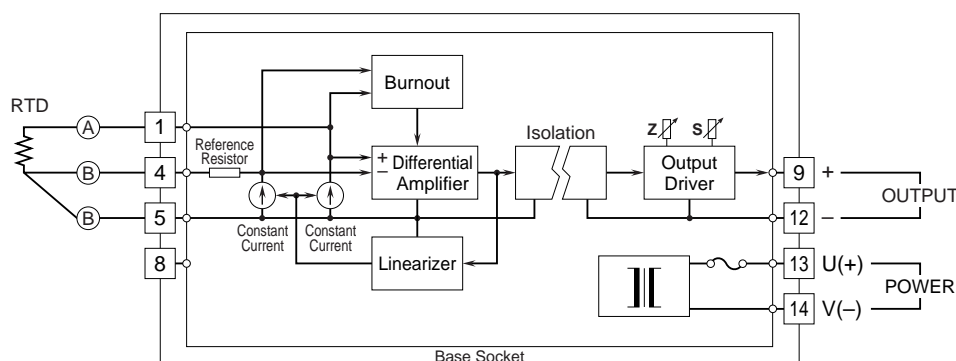 RTD
A
B
B
1
4
5
8
Reference
Resistor
Burnout
+
−
Differential
Amplifier
Constant
Current
Constant
Current
Linearizer
Isolation
Z
S
Output
Driver
9
+
12
−
OUTPUT
13
U(+)
14
V(−)
POWER
Base Socket